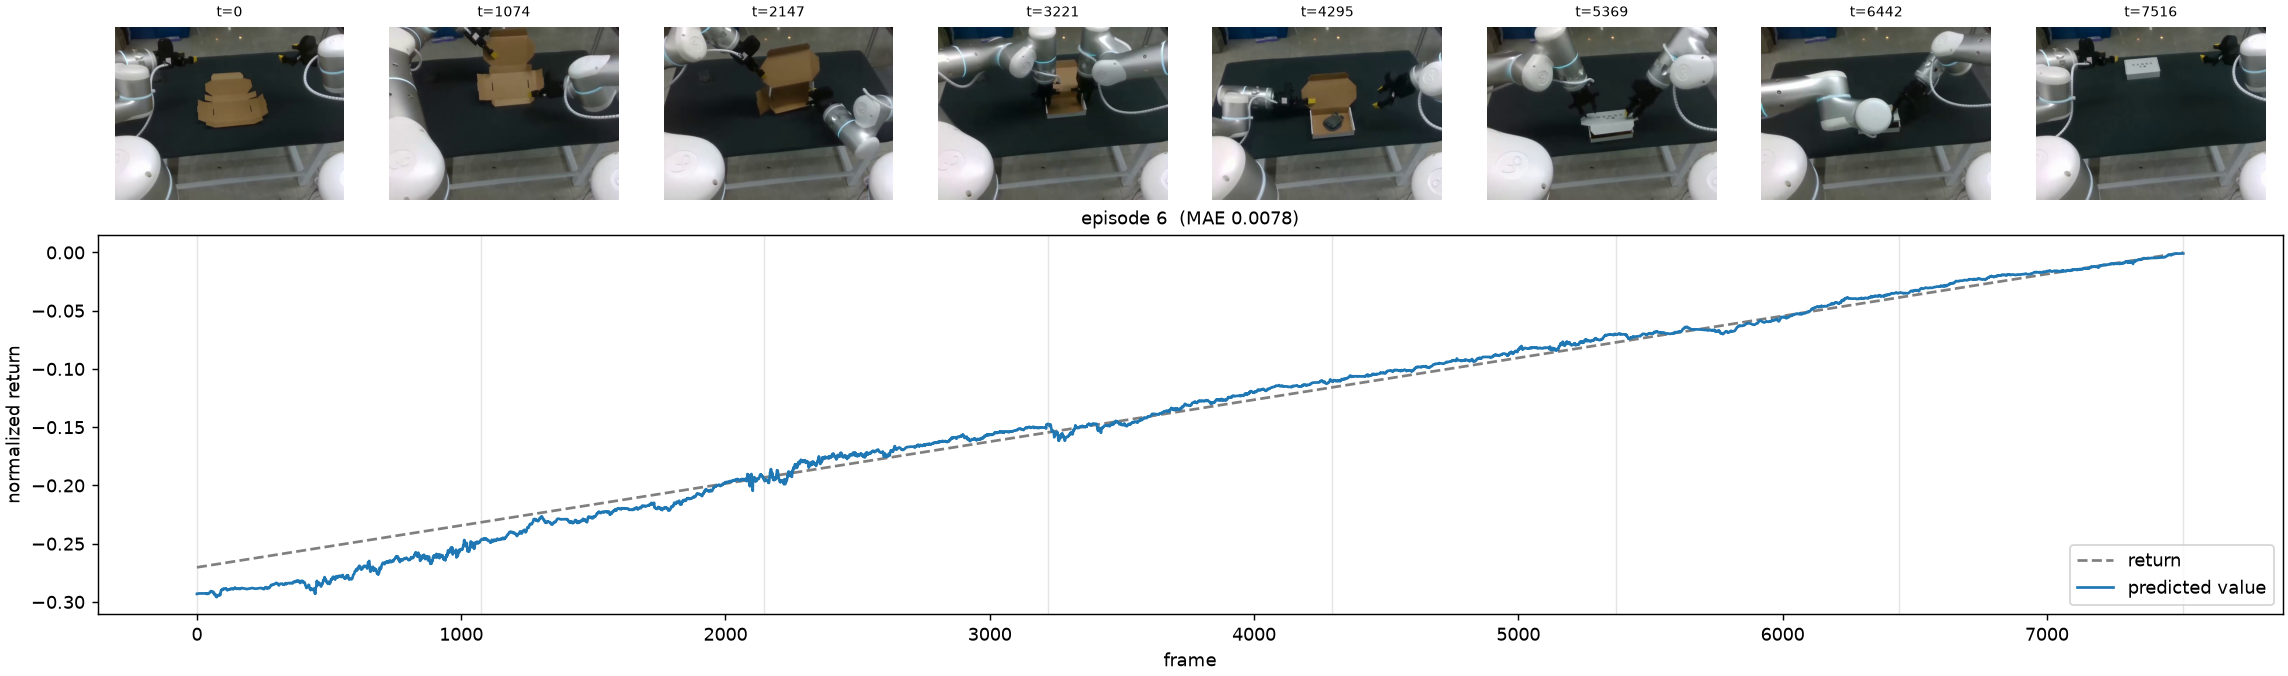 t=0 t=1074 t=2147 t=3221 t=4295 t=5369 t=6442 t=7516
episode 6 (MAE 0.0078)
normalized return
0.00
−0.05
−0.10
−0.15
−0.20
−0.25
−0.30
return
predicted value
0 1000 2000 3000 4000 5000 6000 7000
frame